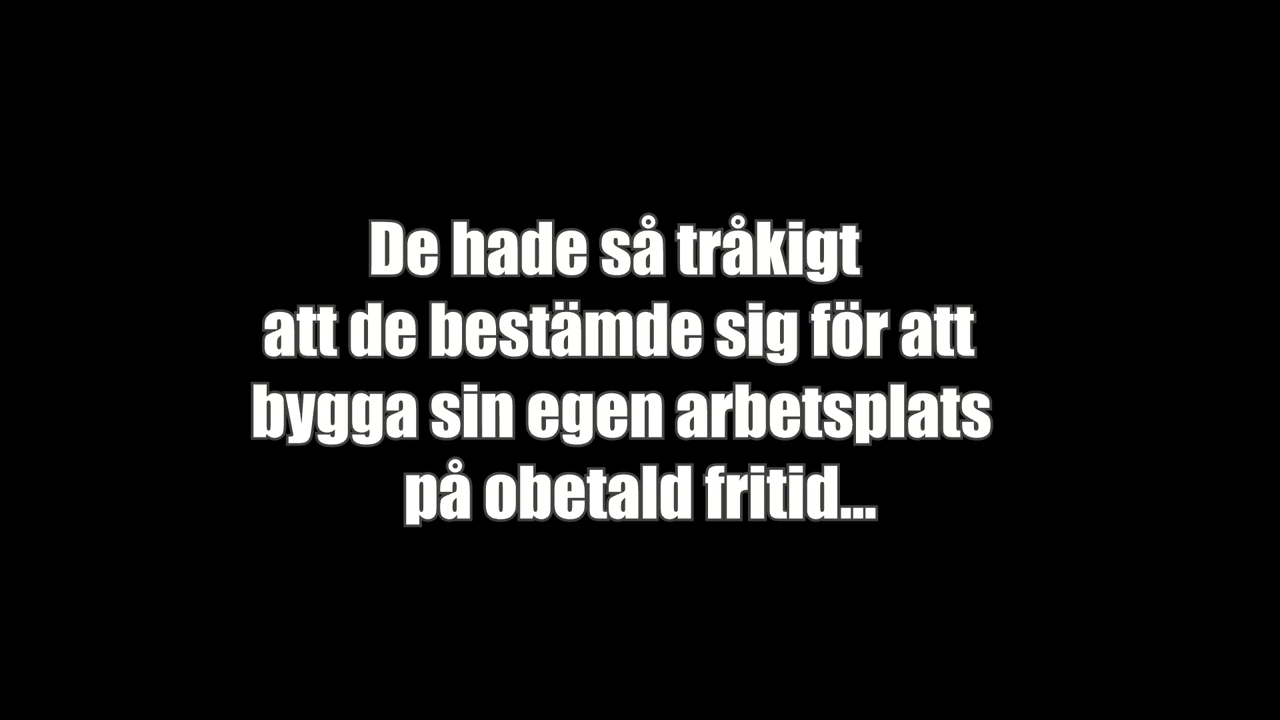 De hade så tråkigt
att de bestämde sig för att
bygga sin egen arbetsplats
på obetald fritid...